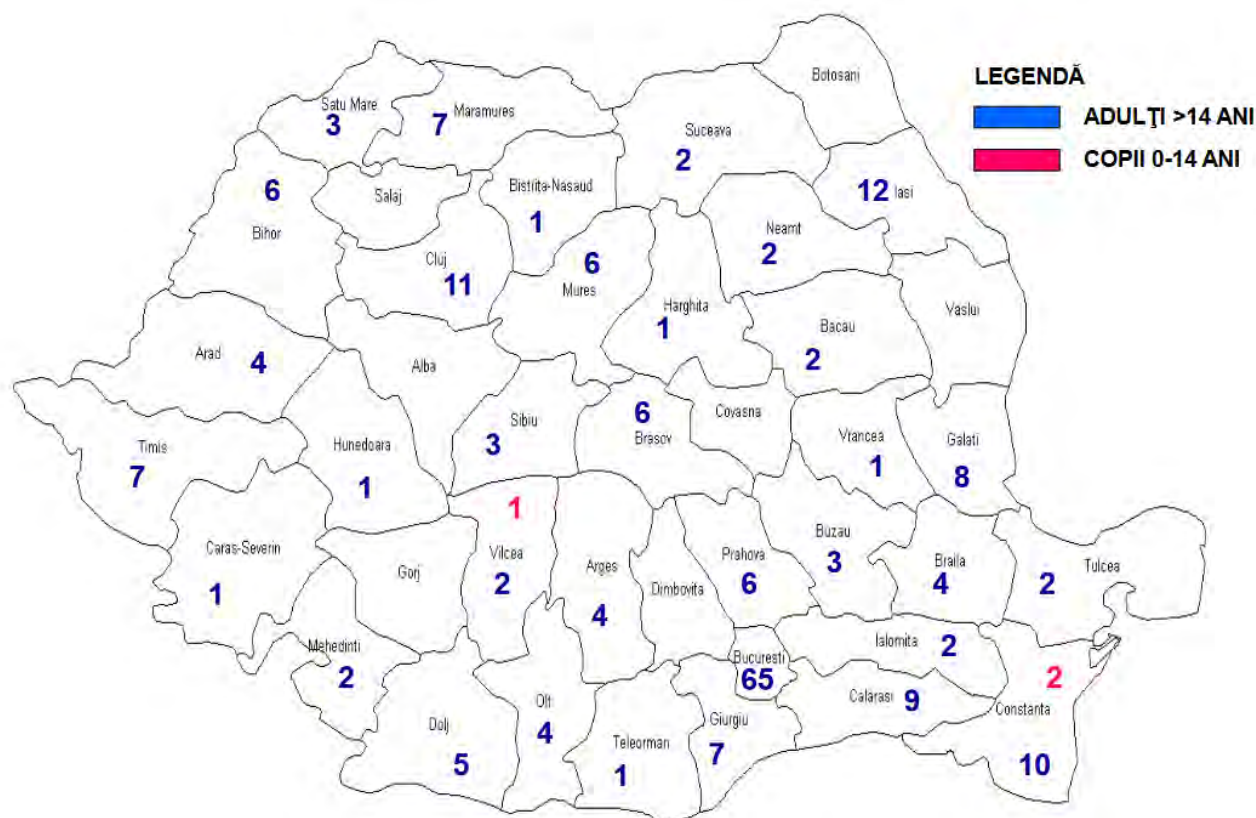 Botosani
LEGENDĂ
ADULŢI >14 ANI
COPII 0-14 ANI
Satu Mare
3
Maramures
7
Suceava
2
12 Iasi
6
Bihor
Salaj
Bistrita-Nasaud
1
Neamt
2
Cluj
11
6
Mures
Harghita
1
Bacau
2
Vaslui
Arad
4
Alba
Timis
7
Hunedoara
1
Sibiu
3
6
Brasov
Covasna
Vrancea
1
Galati
8
Caras-Severin
1
Gorj
1
Vilcea
2
Arges
4
Dimbovita
Prahova
6
Buzau
3
Braila
4
Tulcea
2
Mehedinti
2
Bucuresti
65
Ialomita
2
Calarasi 9
2
Constanta
10
Dolj
5
Olt
4
Teleorman
1
Giurgiu
7